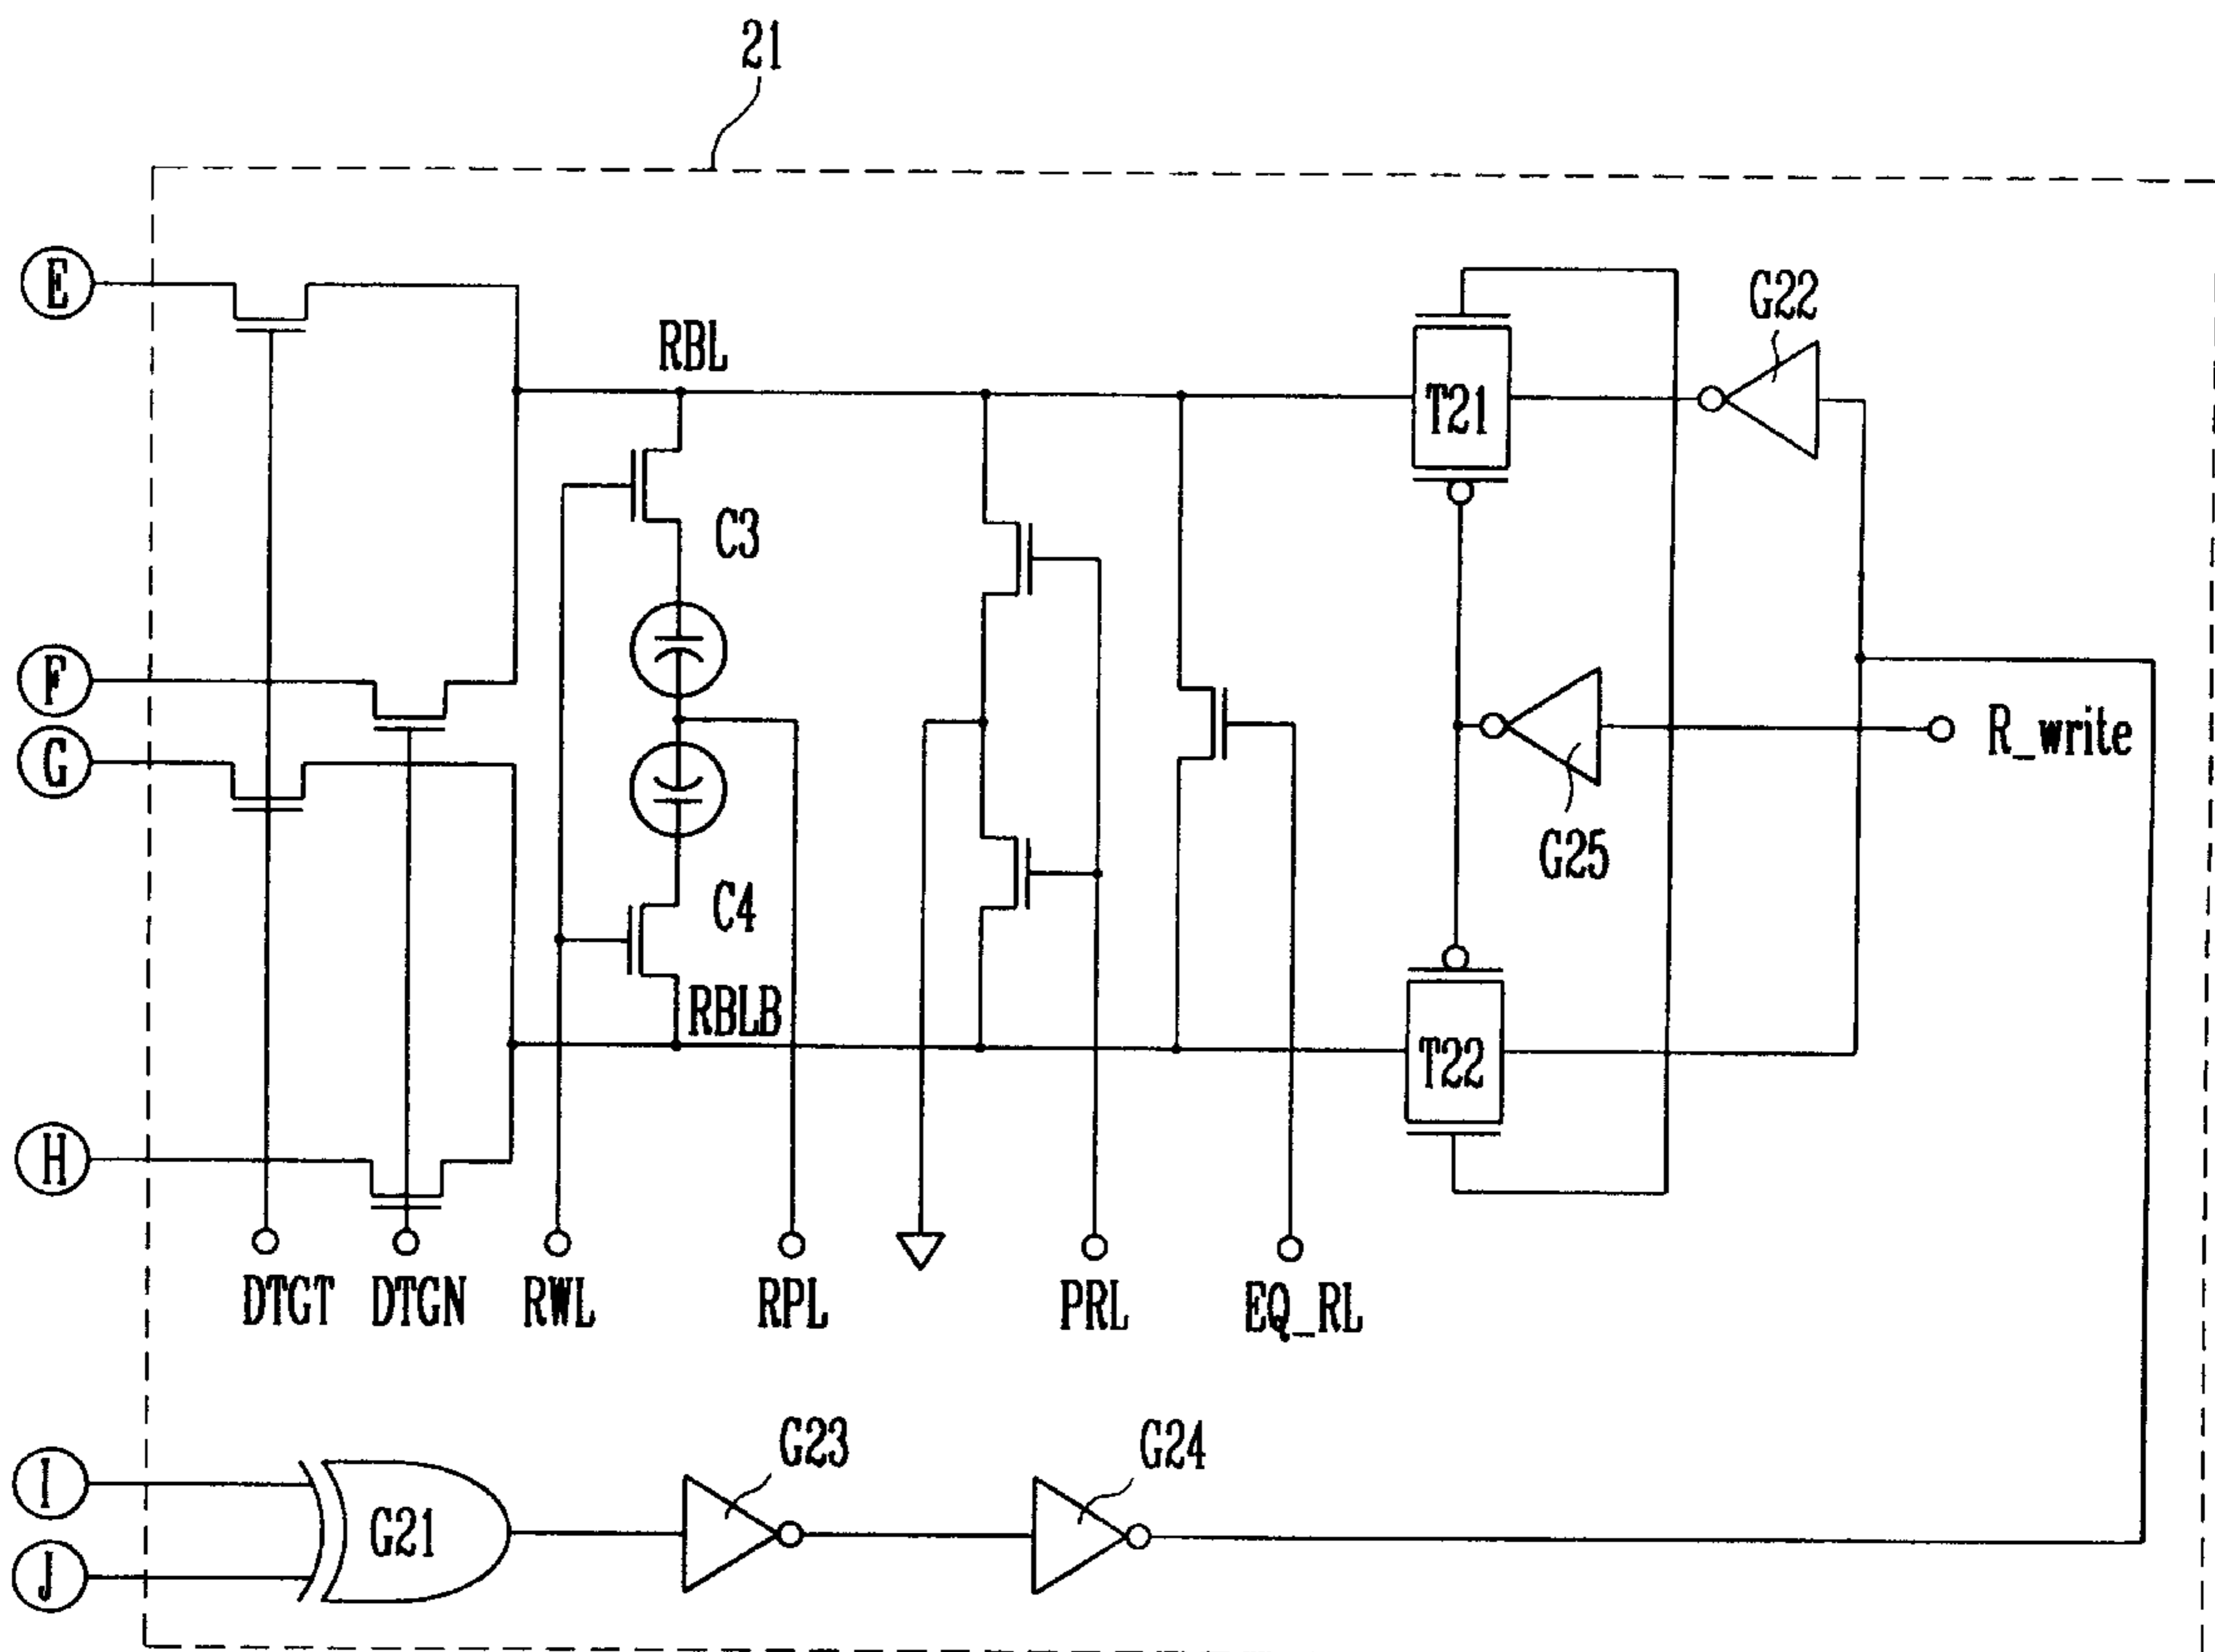 21
E
RBL
G22
T21
C3
F
G
R_write
G25
C4
RBLB
T22
H
DTGT
DTGN
RWL
RPL
PRL
EQ_RL
G23
G24
I
G21
J